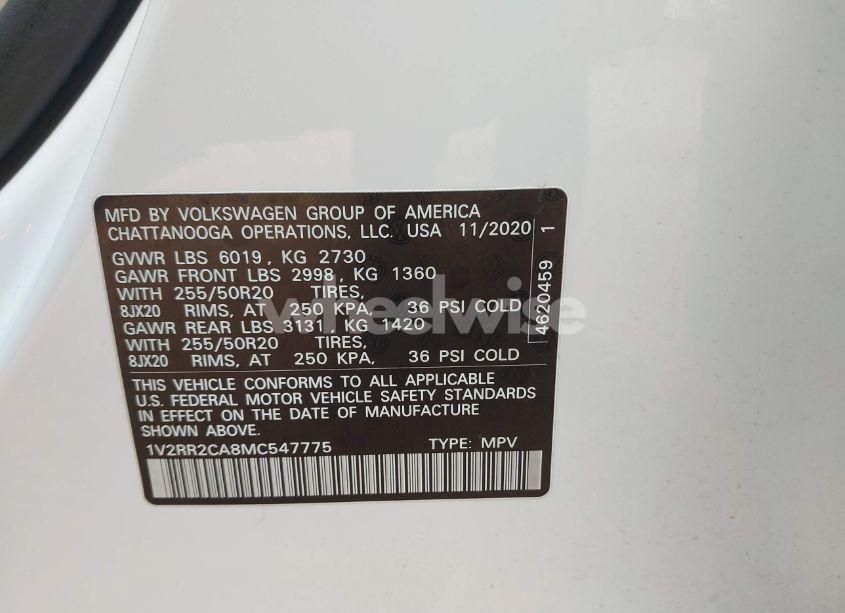 MFD BY VOLKSWAGEN GROUP OF AMERICA
CHATTANOOGA OPERATIONS, LLC. USA 11/2020
GVWR LBS 6019, KG 2730
GAWR FRONT LBS 2998, KG 1360
WITH 255/50R20 TIRES,
8JX20 RIMS, AT 250 KPA, 36 PSI COLD
GAWR REAR LBS 3131, KG 1420
WITH 255/50R20 TIRES,
8JX20 RIMS, AT 250 KPA, 36 PSI COLD
THIS VEHICLE CONFORMS TO ALL APPLICABLE
U.S. FEDERAL MOTOR VEHICLE SAFETY STANDARDS
IN EFFECT ON THE DATE OF MANUFACTURE
SHOWN ABOVE.
1V2RR2CA8MC547775 TYPE: MPV
4620459 1